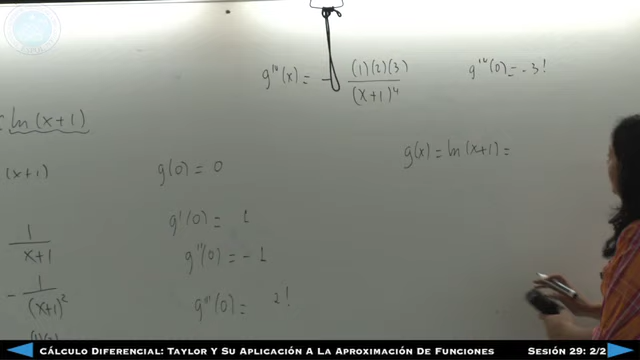 g'''(x) = - (1)(2)(3) / (x+1)^4
g''''(0) = -3!
ln(x+1)
g(x) = ln(x+1) =
(x+1)
g(0) = 0
g'(0) = 1
1 / x+1
g''(0) = -1
- 1 / (x+1)^2
g'''(0) = 2!
Cálculo Diferencial: Taylor Y Su Aplicación A La Aproximación De Funciones Sesión 29: 2/2